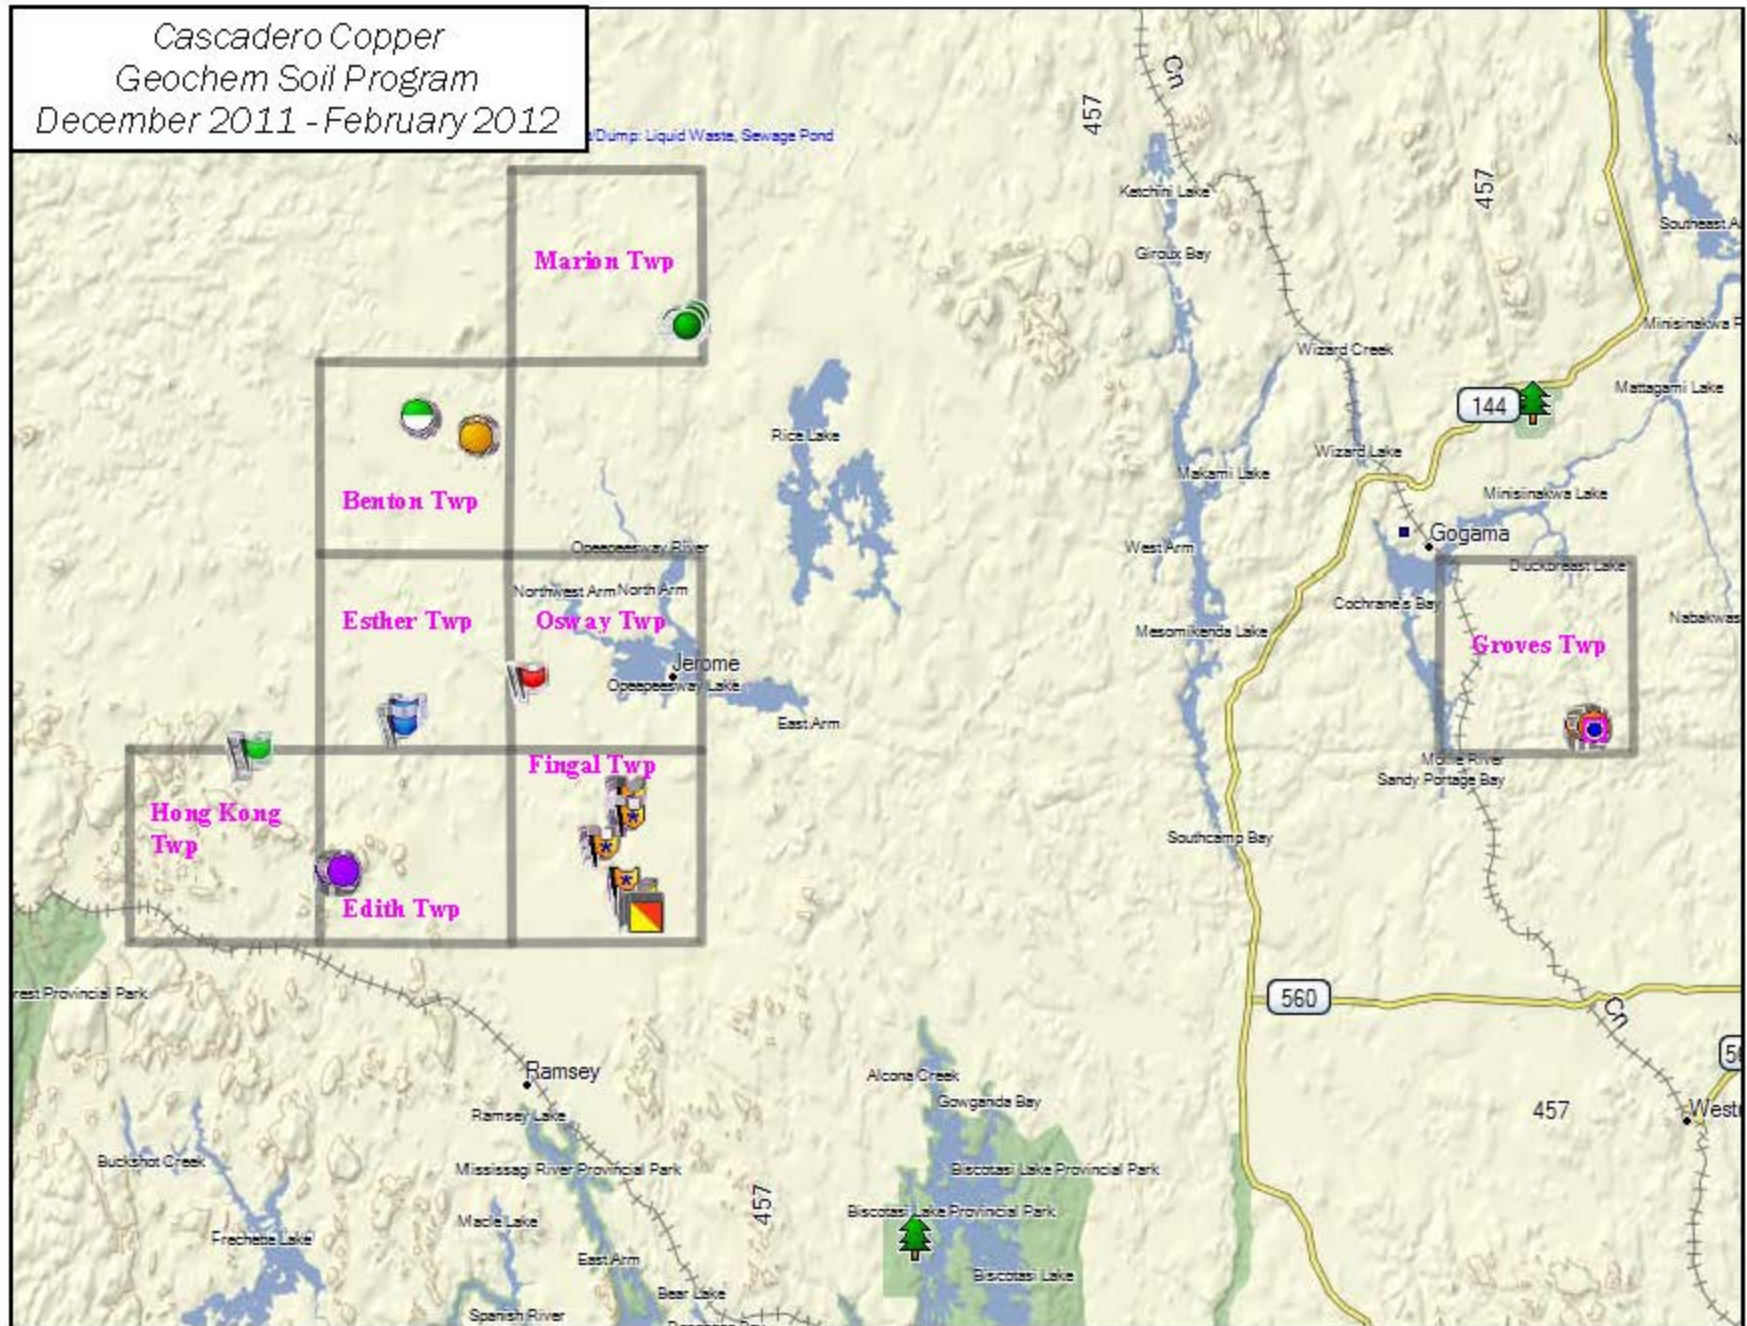 Cascadero Copper
Geochem Soil Program
December 2011 - February 2012
/Dump: Liquid Waste, Sewage Pond
Cn
457
457
Ketchini Lake
Southeast
Giroux Bay
Marion Twp
Minisinakwa
Wizard Creek
Mattagami Lake
144
Rice Lake
Wizard Lake
Makami Lake
Minisiinakwa Lake
Benton Twp
Gogama
Opeepeesway River
West Arm
Duckbreast Lake
Northwest Arm
North Arm
Cochrane's Bay
Nabakwas
Esther Twp
Osway Twp
Mesomikenda Lake
Groves Twp
Jerome
Opeepeesway Lake
East Arm
Fingal Twp
Mollie River
Sandy Portage Bay
Hong Kong
Twp
Southcamp Bay
Edith Twp
rest Provincial Park
560
Cn
Ramsey
Alcona Creek
Gowganda Bay
Ramsey Lake
457
West
Buckshot Creek
Mississagi River Provincial Park
Biscotasi Lake Provincial Park
457
Macle Lake
Biscotasi Lake Provincial Park
Frechette Lake
East Arm
Biscotasi Lake
Bear Lake
Spanish River